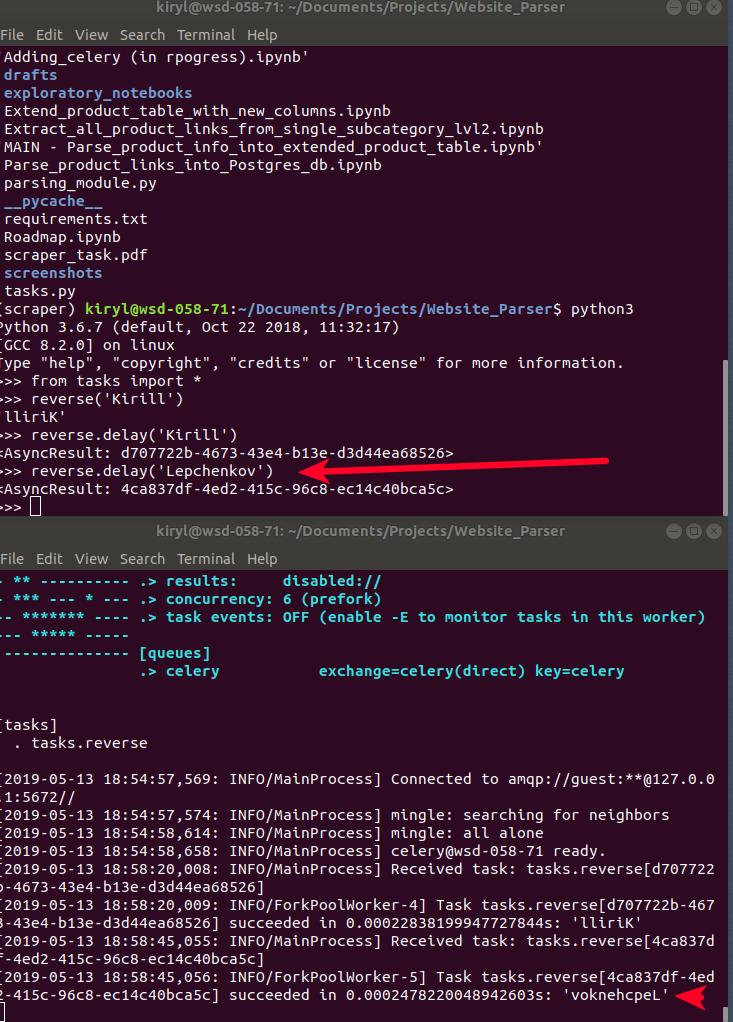 kiryl@wsd-058-71: ~/Documents/Projects/Website_Parser
File Edit View Search Terminal Help
'Adding_celery (in rpogress).ipynb'
drafts
exploratory_notebooks
Extend_product_table_with_new_columns.ipynb
Extract_all_product_links_from_single_subcategory_lvl2.ipynb
'MAIN - Parse_product_info_into_extended_product_table.ipynb'
Parse_product_links_into_Postgres_db.ipynb
parsing_module.py
__pycache__
requirements.txt
Roadmap.ipynb
scraper_task.pdf
screenshots
tasks.py
(scraper) kiryl@wsd-058-71:~/Documents/Projects/Website_Parser$ python3
Python 3.6.7 (default, Oct 22 2018, 11:32:17)
[GCC 8.2.0] on linux
Type "help", "copyright", "credits" or "license" for more information.
>>> from tasks import *
>>> reverse('Kirill')
'lliriK'
>>> reverse.delay('Kirill')
<AsyncResult: d707722b-4673-43e4-b13e-d3d44ea68526>
>>> reverse.delay('Lepchenkov')
<AsyncResult: 4ca837df-4ed2-415c-96c8-ec14c40bca5c>
>>>
kiryl@wsd-058-71: ~/Documents/Projects/Website_Parser
File Edit View Search Terminal Help
- ** ---------- .> results: disabled://
- *** --- * --- .> concurrency: 6 (prefork)
-- ******* ---- .> task events: OFF (enable -E to monitor tasks in this worker)
--- ***** -----
-------------- [queues]
.> celery exchange=celery(direct) key=celery
[tasks]
. tasks.reverse
[2019-05-13 18:54:57,569: INFO/MainProcess] Connected to amqp://guest:**@127.0.0
.1:5672//
[2019-05-13 18:54:57,574: INFO/MainProcess] mingle: searching for neighbors
[2019-05-13 18:54:58,614: INFO/MainProcess] mingle: all alone
[2019-05-13 18:54:58,658: INFO/MainProcess] celery@wsd-058-71 ready.
[2019-05-13 18:58:20,008: INFO/MainProcess] Received task: tasks.reverse[d707722
b-4673-43e4-b13e-d3d44ea68526]
[2019-05-13 18:58:20,009: INFO/ForkPoolWorker-4] Task tasks.reverse[d707722b-467
3-43e4-b13e-d3d44ea68526] succeeded in 0.00022838199947727844s: 'lliriK'
[2019-05-13 18:58:45,055: INFO/MainProcess] Received task: tasks.reverse[4ca837d
f-4ed2-415c-96c8-ec14c40bca5c]
[2019-05-13 18:58:45,056: INFO/ForkPoolWorker-5] Task tasks.reverse[4ca837df-4ed
2-415c-96c8-ec14c40bca5c] succeeded in 0.0002478220048942603s: 'voknehcpeL'